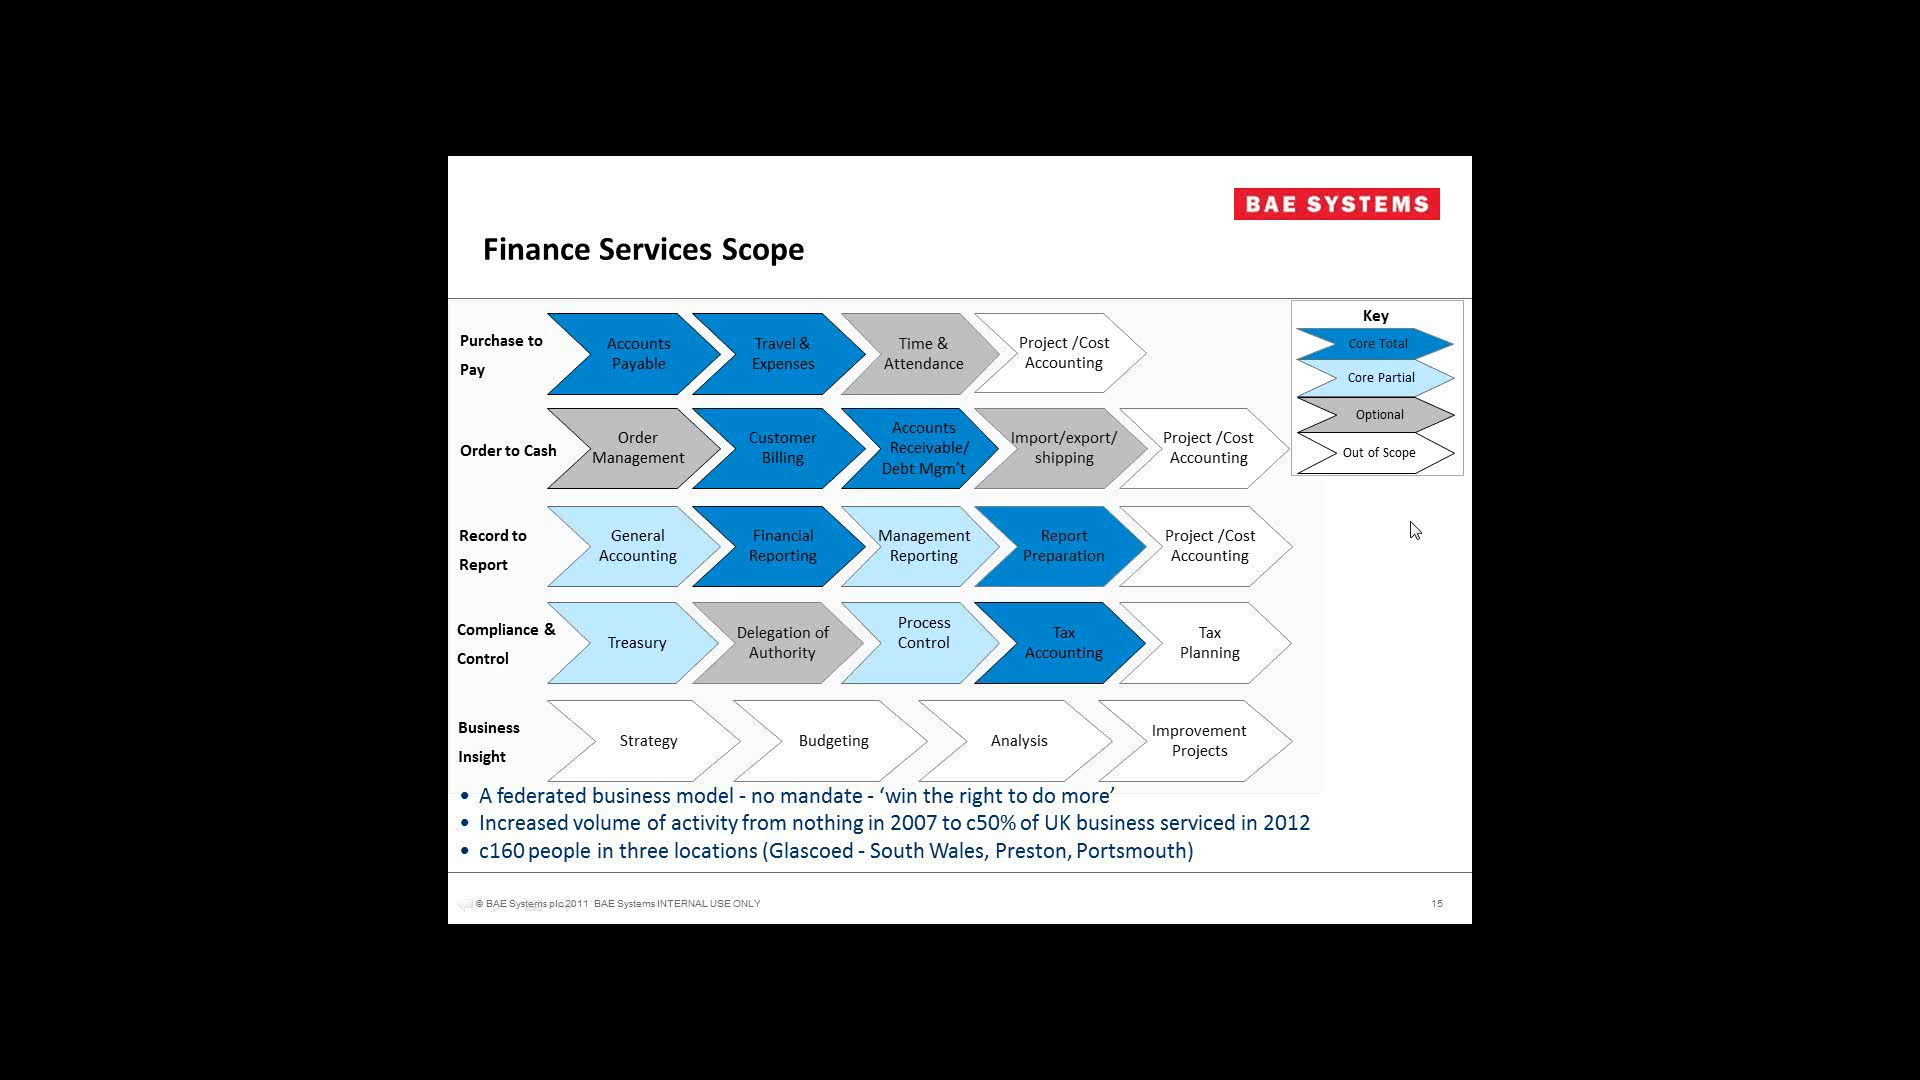 BAE SYSTEMS
Finance Services Scope
Purchase to
Pay
Accounts
Payable
Travel &
Expenses
Time &
Attendance
Project /Cost
Accounting
Key
Core Total
Core Partial
Optional
Out of Scope
Order to Cash
Order
Management
Customer
Billing
Accounts
Receivable/
Debt Mgm’t
Import/export/
shipping
Project /Cost
Accounting
Record to
Report
General
Accounting
Financial
Reporting
Management
Reporting
Report
Preparation
Project /Cost
Accounting
Compliance &
Control
Treasury
Delegation of
Authority
Process
Control
Tax
Accounting
Tax
Planning
Business
Insight
Strategy
Budgeting
Analysis
Improvement
Projects
• A federated business model - no mandate - ‘win the right to do more’
• Increased volume of activity from nothing in 2007 to c50% of UK business serviced in 2012
• c160 people in three locations (Glascoed - South Wales, Preston, Portsmouth)
© BAE Systems plc 2011 BAE Systems INTERNAL USE ONLY
15